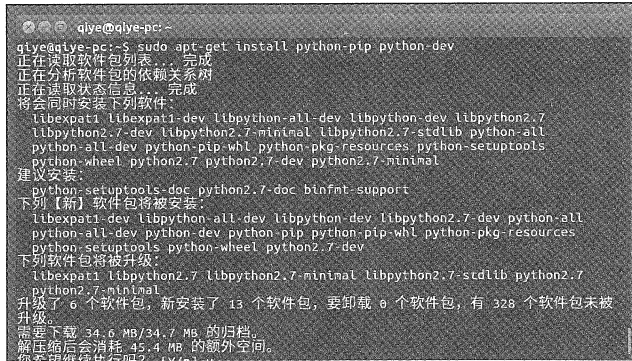 qiye@qiye-pc: ~
qiye@qiye-pc:~$ sudo apt-get install python-pip python-dev
正在读取软件包列表... 完成
正在分析软件包的依赖关系树
正在读取状态信息... 完成
将会同时安装下列软件：
libexpat1 libexpat1-dev libpython-all-dev libpython-dev libpython2.7
libpython2.7-dev libpython2.7-minimal libpython2.7-stdlib python-all
python-all-dev python-pip-whl python-pkg-resources python-setuptools
python-wheel python2.7 python2.7-dev python2.7-minimal
建议安装：
python-setuptools-doc python2.7-doc binfmt-support
下列【新】软件包将被安装：
libexpat1-dev libpython-all-dev libpython-dev libpython2.7-dev python-all
python-all-dev python-dev python-pip python-pip-whl python-pkg-resources
python-setuptools python-wheel python2.7-dev
下列软件包将被升级：
libexpat1 libpython2.7 libpython2.7-minimal libpython2.7-stdlib python2.7
python2.7-minimal
升级了 6 个软件包，新安装了 13 个软件包，要卸载 0 个软件包，有 328 个软件包未被
升级。
需要下载 34.6 MB/34.7 MB 的归档。
解压缩后会消耗 45.4 MB 的额外空间。
您希望继续执行吗？